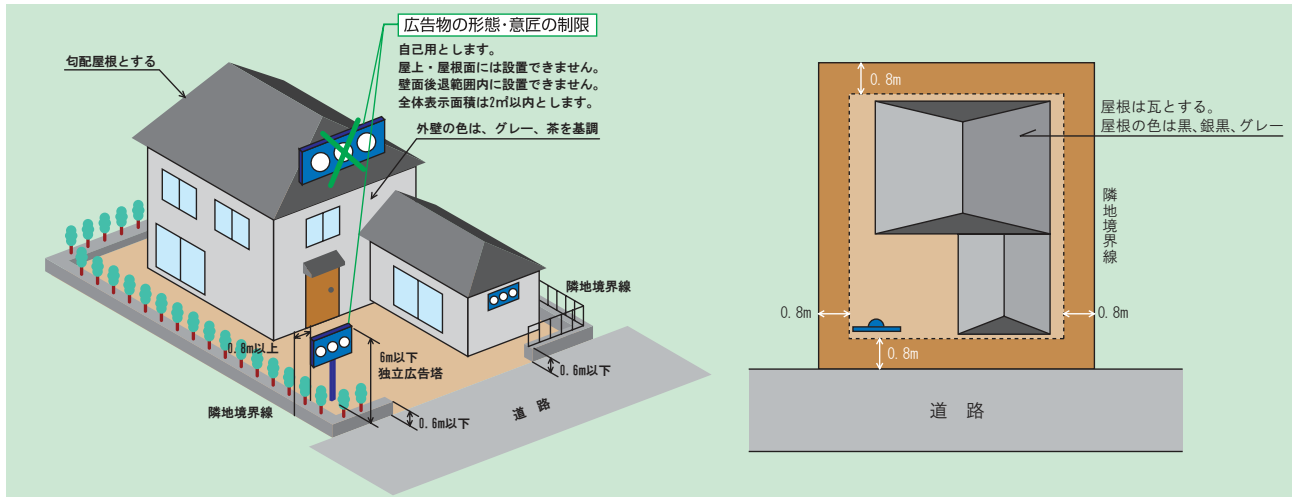 広告物の形態・意匠の制限
自己用とします。
屋上・屋根面には設置できません。
壁面後退範囲内に設置できません。
全体表示面積は2㎡以内とします。
勾配屋根とする
外壁の色は、グレー、茶を基調
隣地境界線
0.8m以上
6m以下
独立広告塔
0.6m以下
隣地境界線
0.6m以下
道路
0.8m
屋根は瓦とする。
屋根の色は黒、銀黒、グレー
隣地境界線
0.8m
0.8m
0.8m
道 路